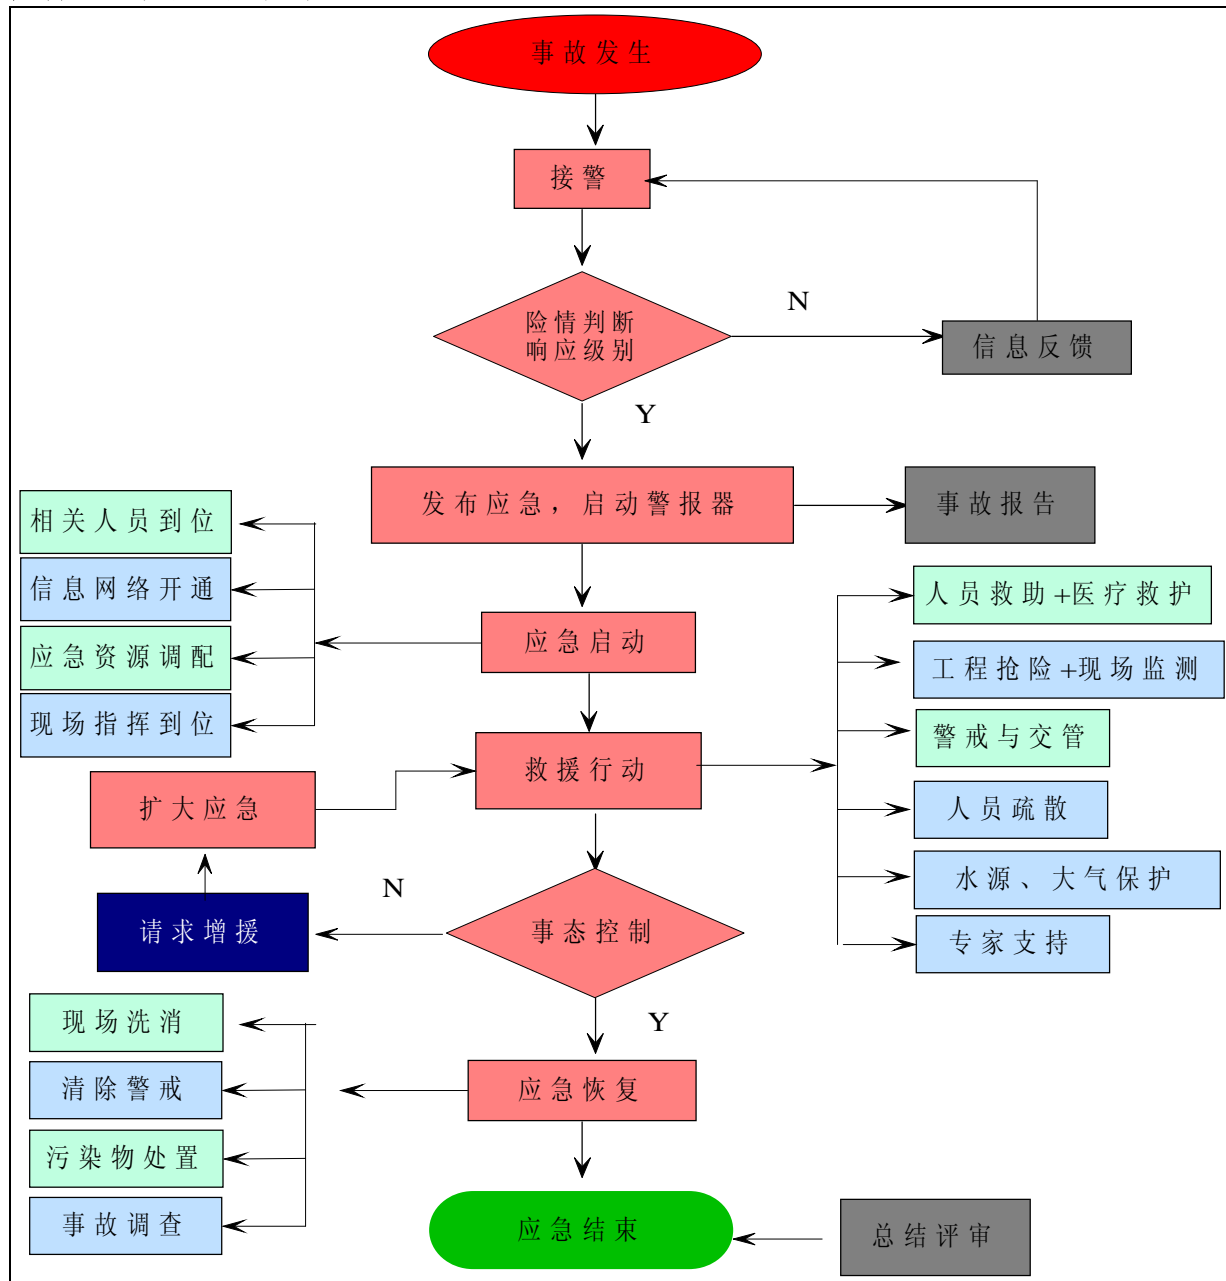 事故发生
接警
N
险情判断
响应级别
信息反馈
Y
发布应急，启动警报器
事故报告
相关人员到位
信息网络开通
应急资源调配
现场指挥到位
应急启动
人员救助+医疗救护
工程抢险+现场监测
警戒与交管
人员疏散
水源、大气保护
专家支持
救援行动
扩大应急
N
请求增援
事态控制
Y
现场洗消
清除警戒
污染物处置
事故调查
应急恢复
应急结束
总结评审